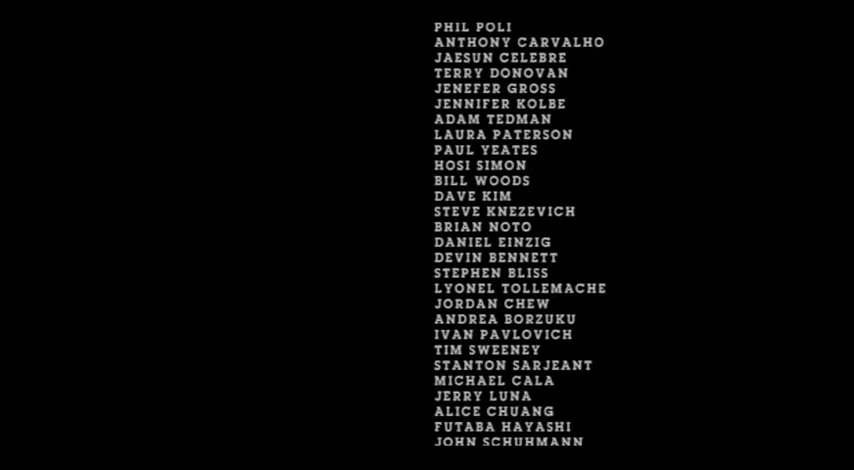 PHIL POLI
ANTHONY CARVALHO
JAESUN CELEBRE
TERRY DONOVAN
JENEFER GROSS
JENNIFER KOLBE
ADAM TEDMAN
LAURA PATERSON
PAUL YEATES
HOSI SIMON
BILL WOODS
DAVE KIM
STEVE KNEZEVICH
BRIAN NOTO
DANIEL EINZIG
DEVIN BENNETT
STEPHEN BLISS
LYONEL TOLLEMACHE
JORDAN CHEW
ANDREA BORZUKU
IVAN PAVLOVICH
TIM SWEENEY
STANTON SARJEANT
MICHAEL CALA
JERRY LUNA
ALICE CHUANG
FUTABA HAYASHI
JOHN SCHUHMANN